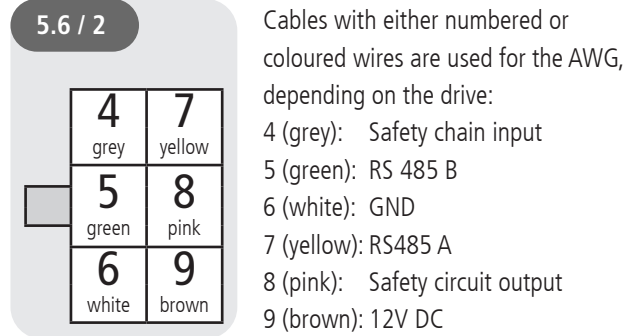 5.6 / 2
4 7
grey yellow
5 8
green pink
6 9
white brown
Cables with either numbered or
coloured wires are used for the AWG,
depending on the drive:
4 (grey): Safety chain input
5 (green): RS 485 B
6 (white): GND
7 (yellow): RS485 A
8 (pink): Safety circuit output
9 (brown): 12V DC